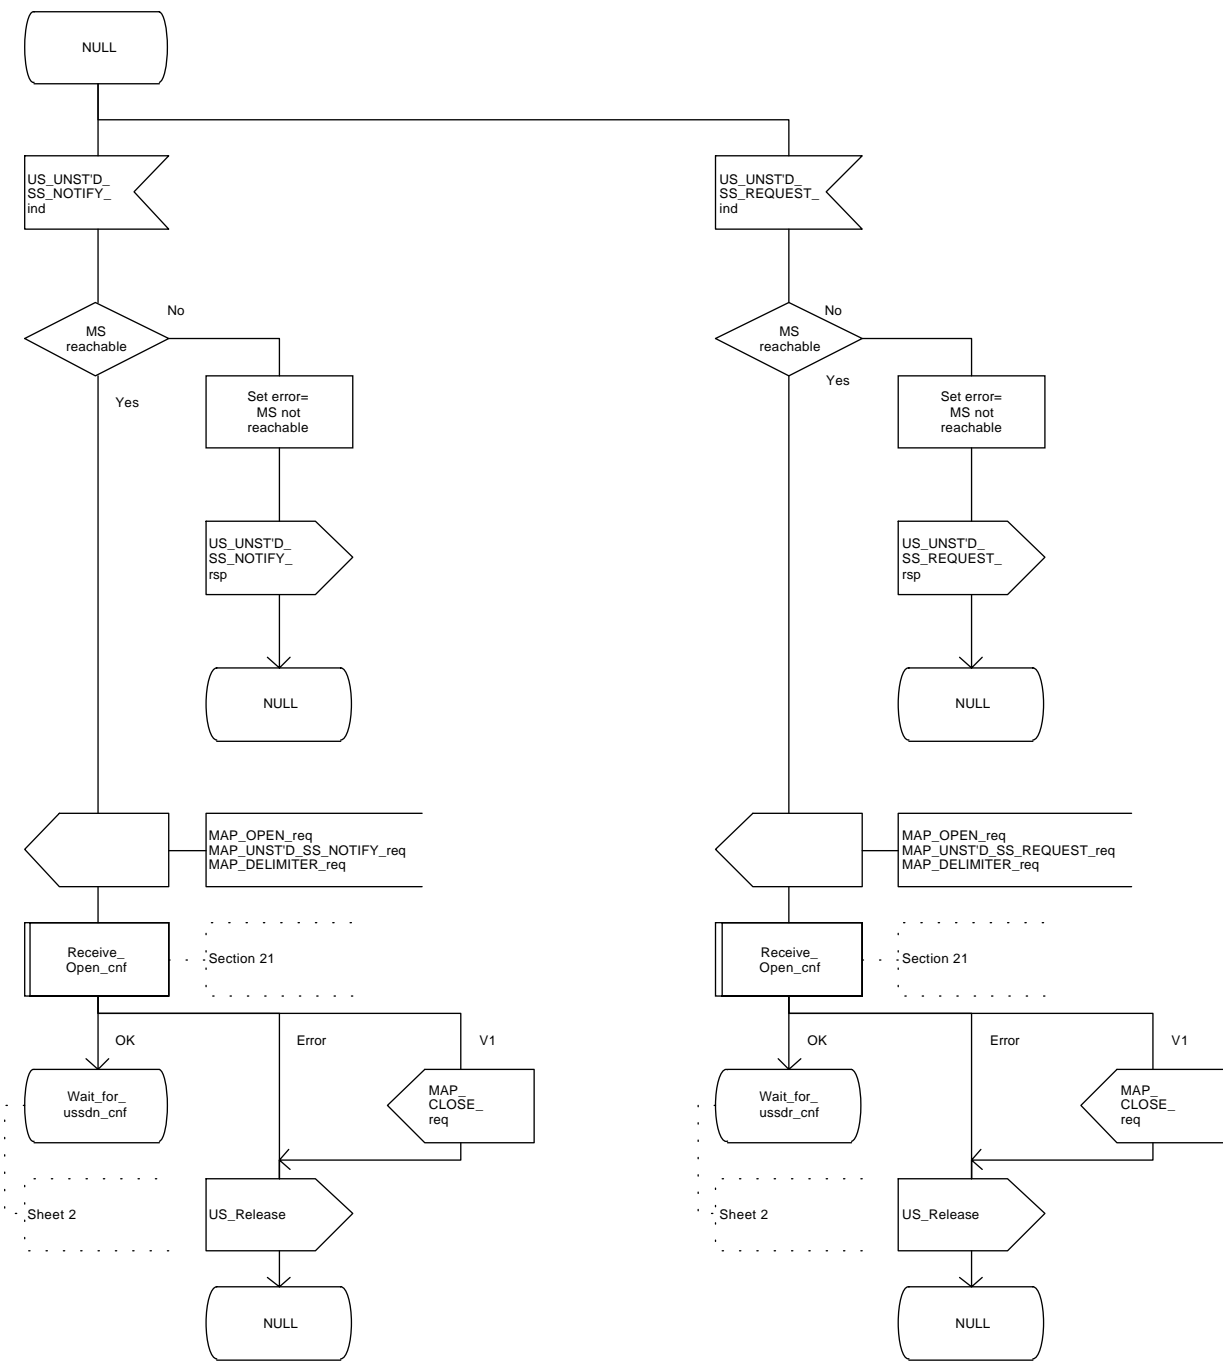 NULL
US_UNST'D_
SS_NOTIFY_
ind
US_UNST'D_
SS_REQUEST_
ind
MS
reachable
No
Yes
Set error=
MS not
reachable
US_UNST'D_
SS_NOTIFY_
rsp
NULL
MS
reachable
No
Yes
Set error=
MS not
reachable
US_UNST'D_
SS_REQUEST_
rsp
NULL
MAP_OPEN_req
MAP_UNST'D_SS_NOTIFY_req
MAP_DELIMITER_req
Receive_
Open_cnf
Section 21
OK
Error
V1
Wait_for_
ussdn_cnf
MAP_
CLOSE_
req
Sheet 2
US_Release
NULL
MAP_OPEN_req
MAP_UNST'D_SS_REQUEST_req
MAP_DELIMITER_req
Receive_
Open_cnf
Section 21
OK
Error
V1
Wait_for_
ussdr_cnf
MAP_
CLOSE_
req
Sheet 2
US_Release
NULL